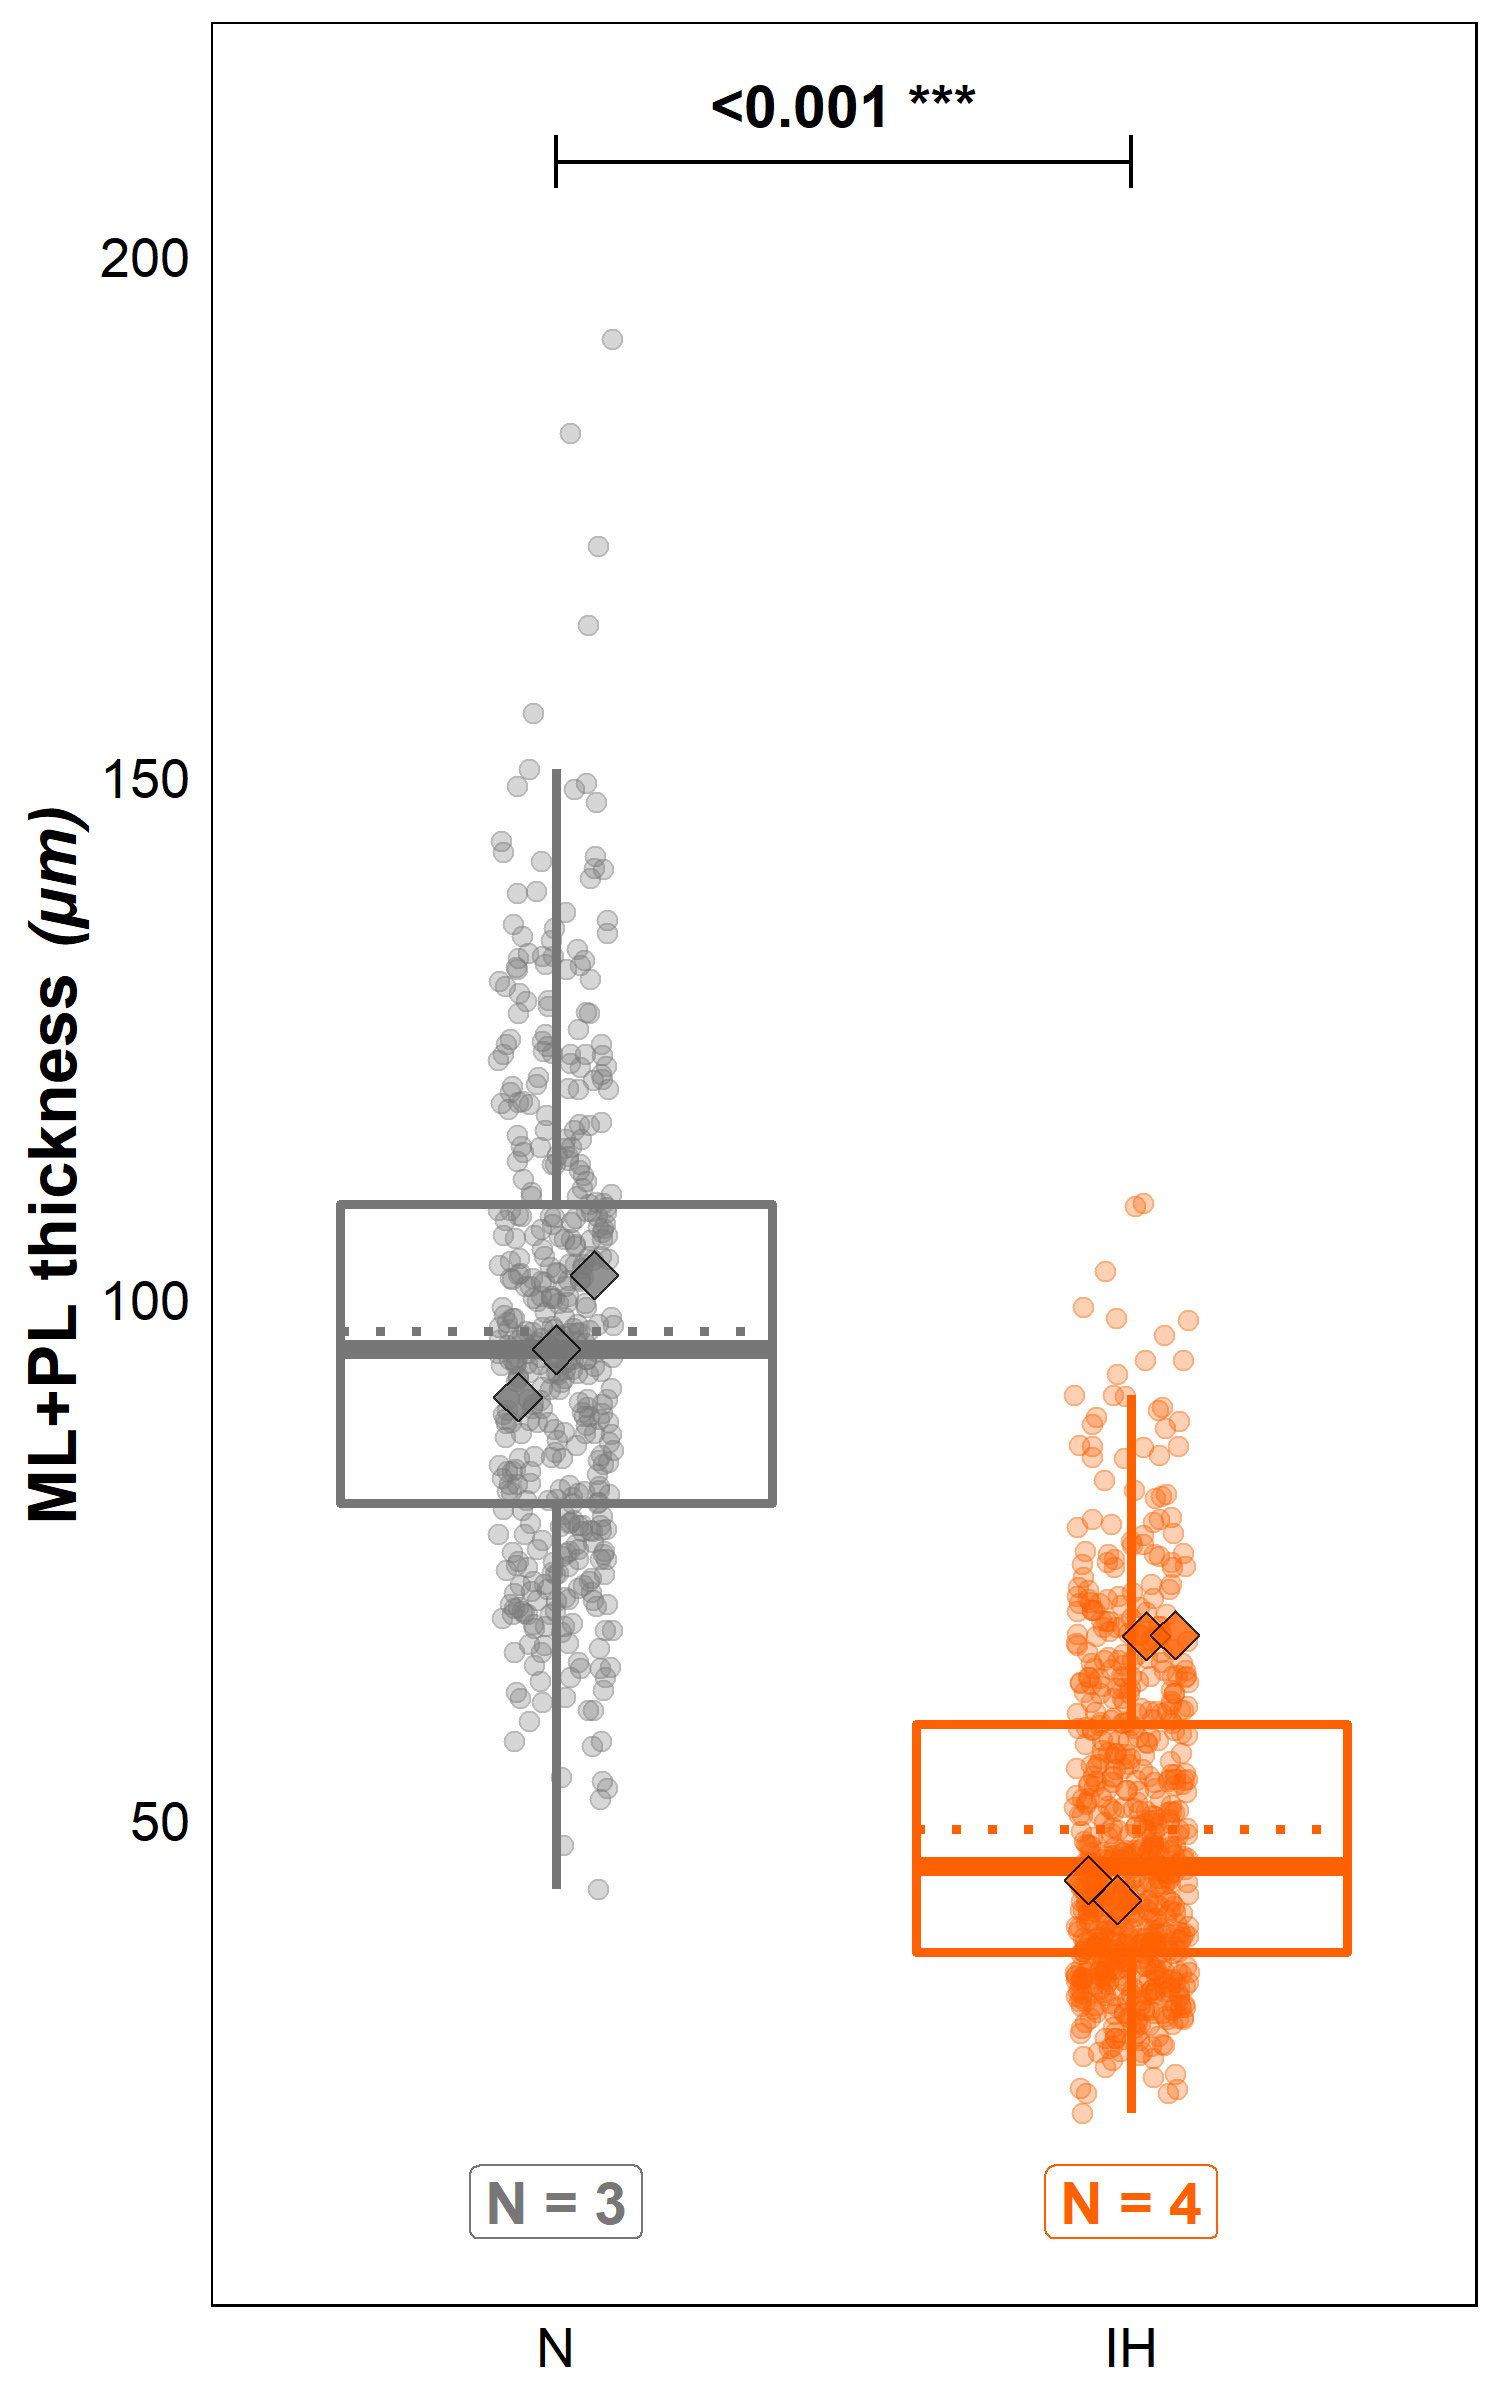 <0.001 ***
200
150
100
50
ML+PL thickness (µm)
N = 3
N = 4
N
IH